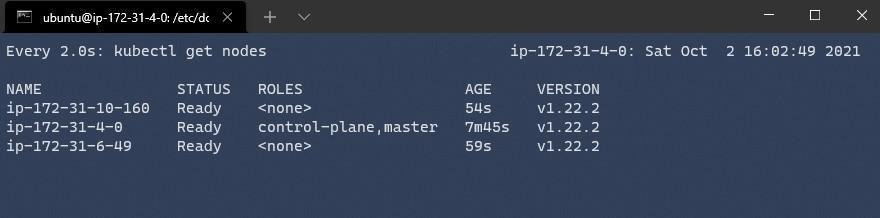 ubuntu@ip-172-31-4-0: /etc/dc
Every 2.0s: kubectl get nodes ip-172-31-4-0: Sat Oct  2 16:02:49 2021
NAME STATUS ROLES AGE VERSION
ip-172-31-10-160 Ready <none> 54s v1.22.2
ip-172-31-4-0 Ready control-plane,master 7m45s v1.22.2
ip-172-31-6-49 Ready <none> 59s v1.22.2